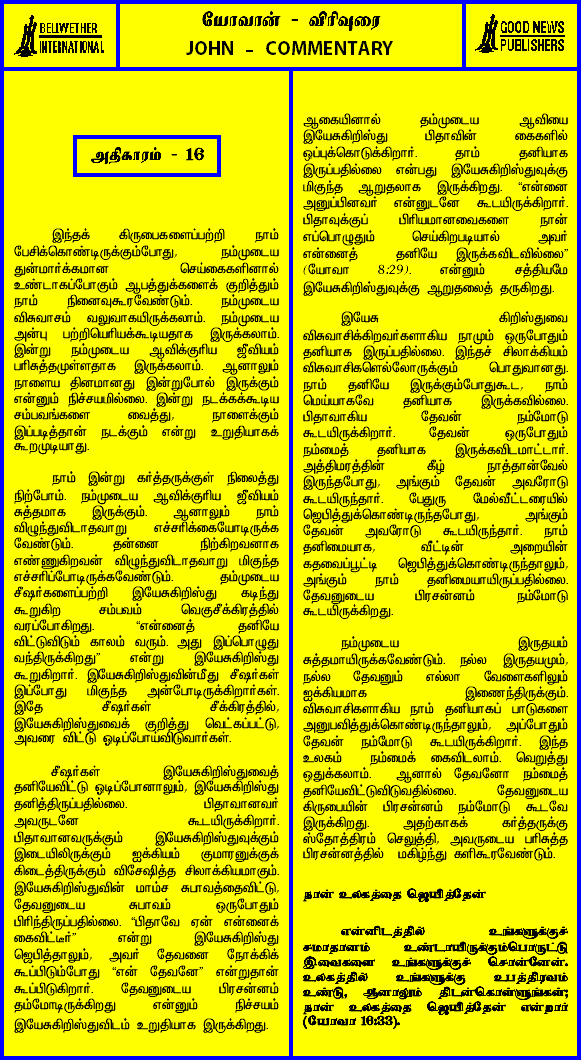 BELWETHER
INTERNATIONAL
யோவான் - விரிவுரை
JOHN - COMMENTARY
GOOD NEWS
PUBLISHERS
அதிகாரம் - 16
இந்தக் கிருபைகளைப்பற்றி நாம்
பேசிக்கொண்டிருக்கும்போது, நம்முடைய
துன்மார்க்கமான செய்கைகளினால்
உண்டாகப்போகும் ஆபத்துக்களைக் குறித்தும்
நாம் நினைவுகூரவேண்டும். நம்முடைய
விசுவாசம் வலுவாகயிருக்கலாம். நம்முடைய
அன்பு பற்றியெரியக்கூடியதாக இருக்கலாம்.
இன்று நம்முடைய ஆவிக்குரிய ஜீவியம்
பரிசுத்தமுள்ளதாக இருக்கலாம். ஆனாலும்
நாளைய தினமானது இன்றுபோல் இருக்கும்
என்னும் நிச்சயமில்லை. இன்று நடக்கக்கூடிய
சம்பவங்களை வைத்து, நாளைக்கும்
இப்படித்தான் நடக்கும் என்று உறுதியாகக்
கூறமுடியாது.
நாம் இன்று கர்த்தருக்குள் நிலைத்து
நிற்போம். நம்முடைய ஆவிக்குரிய ஜீவியம்
சுத்தமாக இருக்கும். ஆனாலும் நாம்
விழுந்துவிடாதவாறு எச்சரிக்கையோடிருக்க
வேண்டும். தன்னை நிற்கிறவனாக
எண்ணுகிறவன் விழுந்துவிடாதவாறு மிகுந்த
எச்சரிப்போடிருக்கவேண்டும். தம்முடைய
சீஷர்களைப்பற்றி இயேசுகிறிஸ்து கடிந்து
கூறுகிற சம்பவம் வெகுசீக்கிரத்தில்
வரப்போகிறது. “என்னைத் தனியே
விட்டுவிடும் காலம் வரும். அது இப்பொழுது
வந்திருக்கிறது” என்று இயேசுகிறிஸ்து
கூறுகிறார். இயேசுகிறிஸ்துவின்மீது சீஷர்கள்
இப்போது மிகுந்த அன்போடிருக்கிறார்கள்.
இதே சீஷர்கள் சீக்கிரத்தில்,
இயேசுகிறிஸ்துவைக் குறித்து வெட்கப்பட்டு,
அவரை விட்டு ஓடிப்போய்விடுவார்கள்.
சீஷர்கள் இயேசுகிறிஸ்துவைத்
தனியேவிட்டு ஓடிப்போனாலும், இயேசுகிறிஸ்து
தனித்திருப்பதில்லை. பிதாவானவர்
அவருடனே கூடயிருக்கிறார்.
பிதாவானவருக்கும் இயேசுகிறிஸ்துவுக்கும்
இடையிலிருக்கும் ஐக்கியம் குமாரனுக்குக்
கிடைத்திருக்கும் விசேஷித்த சிலாக்கியமாகும்.
இயேசுகிறிஸ்துவின் மாம்ச சுபாவத்தைவிட்டு,
தேவனுடைய சுபாவம் ஒருபோதும்
பிரிந்திருப்பதில்லை. “பிதாவே ஏன் என்னைக்
கைவிட்டீர்” என்று இயேசுகிறிஸ்து
ஜெபித்தாலும், அவர் தேவனை நோக்கிக்
கூப்பிடும்போது “என் தேவனே” என்றுதான்
கூப்பிடுகிறார். தேவனுடைய பிரசன்னம்
தம்மோடிருக்கிறது என்னும் நிச்சயம்
இயேசுகிறிஸ்துவிடம் உறுதியாக இருக்கிறது.
ஆகையினால் தம்முடைய ஆவியை
இயேசுகிறிஸ்து பிதாவின் கைகளில்
ஒப்புக்கொடுக்கிறார். தாம் தனியாக
இருப்பதில்லை என்பது இயேசுகிறிஸ்துவுக்கு
மிகுந்த ஆறுதலாக இருக்கிறது. “என்னை
அனுப்பினவர் என்னுடனே கூடயிருக்கிறார்.
பிதாவுக்குப் பிரியமானவைகளை நான்
எப்பொழுதும் செய்கிறபடியால் அவர்
என்னைத் தனியே இருக்கவிடவில்லை”
(யோவா 8:29). என்னும் சத்தியமே
இயேசுகிறிஸ்துவுக்கு ஆறுதலைத் தருகிறது.
இயேசு கிறிஸ்துவை
விசுவாசிக்கிறவர்களாகிய நாமும் ஒருபோதும்
தனியாக இருப்பதில்லை. இந்தச் சிலாக்கியம்
விசுவாசிகளெல்லோருக்கும் பொதுவானது.
நாம் தனியே இருக்கும்போதுகூட, நாம்
மெய்யாகவே தனியாக இருக்கவில்லை.
பிதாவாகிய தேவன் நம்மோடு
கூடயிருக்கிறார். தேவன் ஒருபோதும்
நம்மைத் தனியாக இருக்கவிடமாட்டார்.
அத்திமரத்தின் கீழ் நாத்தான்வேல்
இருந்தபோது, அங்கும் தேவன் அவரோடு
கூடயிருந்தார். பேதுரு மேல்வீட்டரையில்
ஜெபித்துக்கொண்டிருந்தபோது, அங்கும்
தேவன் அவரோடு கூடயிருந்தார். நாம்
தனிமையாக, வீட்டின் அறையின்
கதவைப்பூட்டி ஜெபித்துக்கொண்டிருந்தாலும்,
அங்கும் நாம் தனிமையாயிருப்பதில்லை.
தேவனுடைய பிரசன்னம் நம்மோடு
கூடயிருக்கிறது.
நம்முடைய இருதயம்
சுத்தமாயிருக்கவேண்டும். நல்ல இருதயமும்,
நல்ல தேவனும் எல்லா வேளைகளிலும்
ஐக்கியமாக இணைந்திருக்கும்.
விசுவாசிகளாகிய நாம் தனியாகப் பாடுகளை
அனுபவித்துக்கொண்டிருந்தாலும், அப்போதும்
தேவன் நம்மோடு கூடயிருக்கிறார். இந்த
உலகம் நம்மைக் கைவிடலாம். வெறுத்து
ஒதுக்கலாம். ஆனால் தேவனோ நம்மைத்
தனியேவிட்டுவிடுவதில்லை. தேவனுடைய
கிருபையின் பிரசன்னம் நம்மோடு கூடவே
இருக்கிறது. அதற்காகக் கர்த்தருக்கு
ஸ்தோத்திரம் செலுத்தி, அவருடைய பரிசுத்த
பிரசன்னத்தில் மகிழ்ந்து களிகூரவேண்டும்.
நான் உலகத்தை ஜெயித்தேன்
என்னிடத்தில் உங்களுக்குச்
சமாதானம் உண்டாயிருக்கும்பொருட்டு
இவைகளை உங்களுக்குச் சொன்னேன்.
உலகத்தில் உங்களுக்கு உபத்திரவம்
உண்டு, ஆனாலும் திடன்கொள்ளுங்கள்;
நான் உலகத்தை ஜெயித்தேன் என்றார்
(யோவா 16:33).